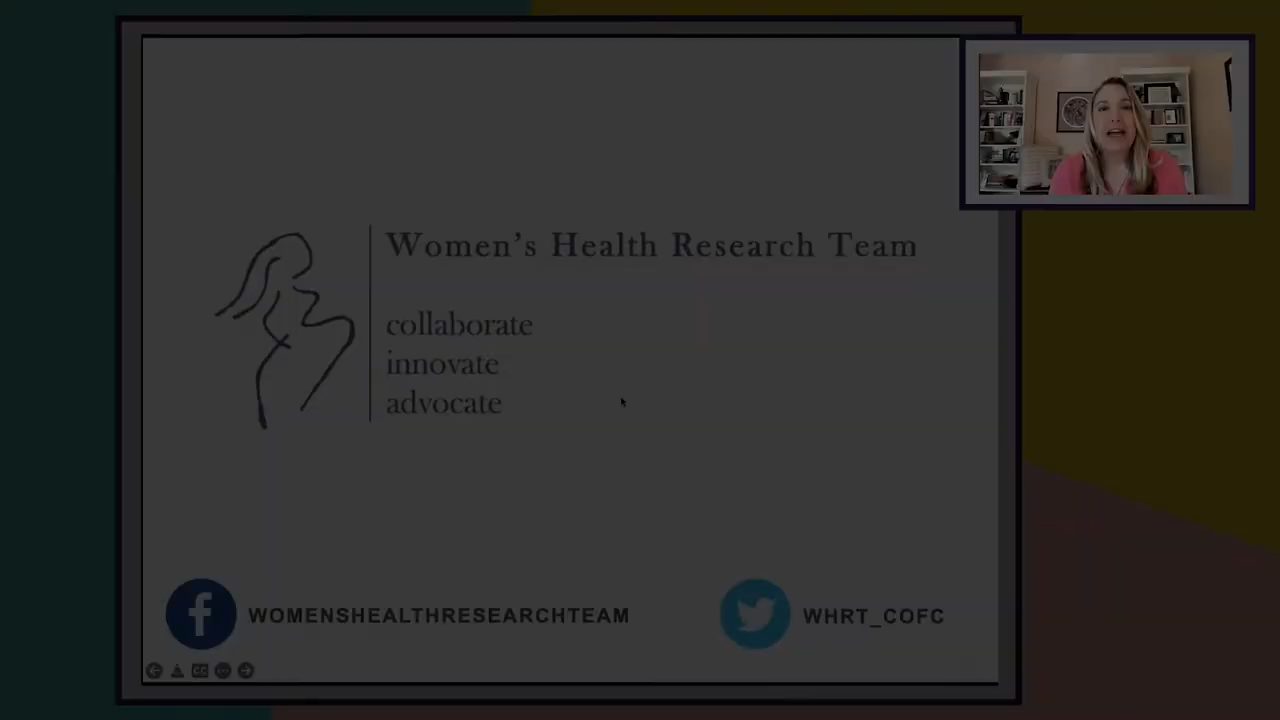 Women's Health Research Team
collaborate
innovate
advocate
WOMENSHEALTHRESEARCHTEAM
WHRT_COFC